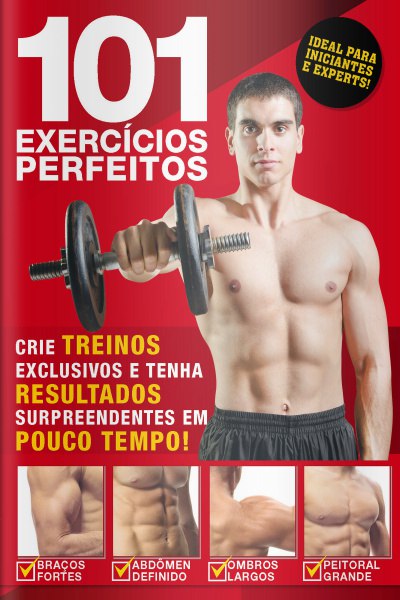 101
EXERCÍCIOS
PERFEITOS
IDEAL PARA
INICIANTES
E EXPERTS!
CRIE TREINOS
EXCLUSIVOS E TENHA
RESULTADOS
SURPREENDENTES EM
POUCO TEMPO!
BRAÇOS
FORTES
ABDÔMEN
DEFINIDO
OMBROS
LARGOS
PEITORAL
GRANDE